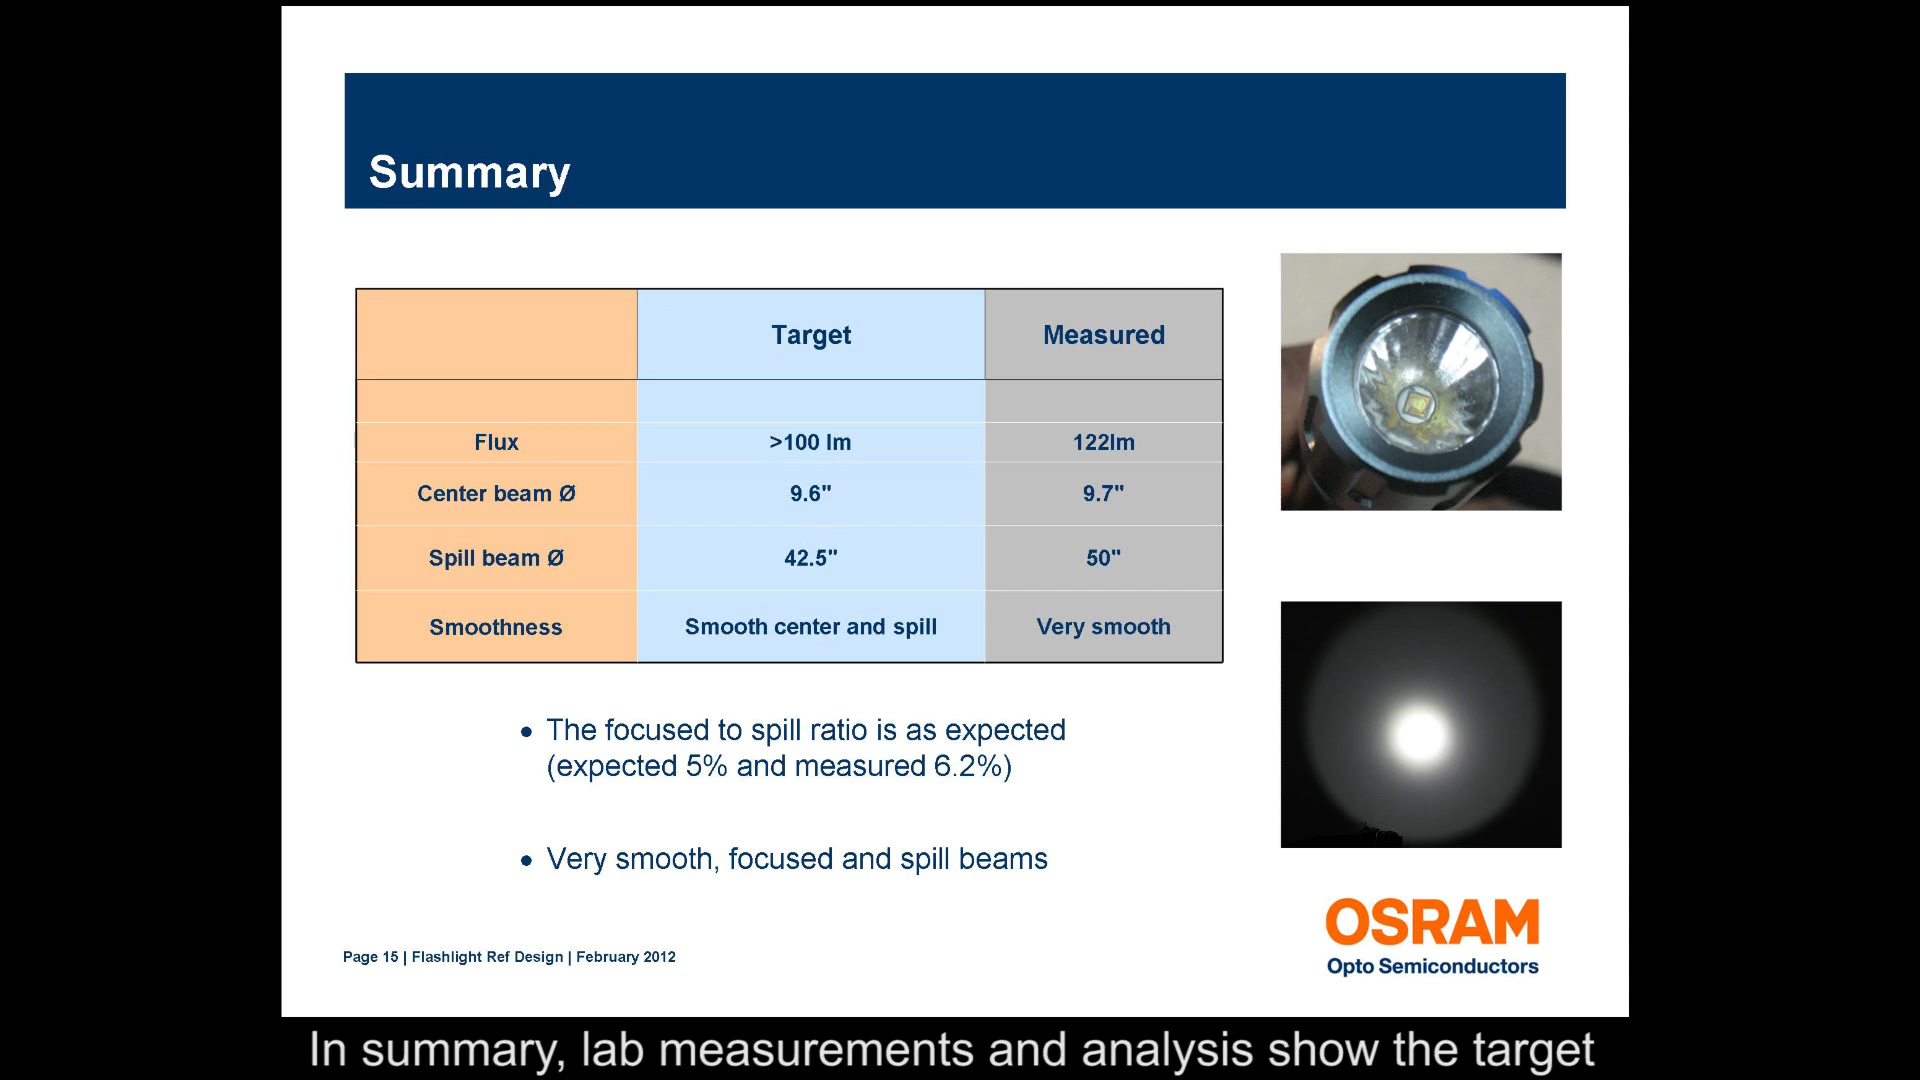 Summary
Target Measured
Flux >100 lm 122lm
Center beam Ø 9.6" 9.7"
Spill beam Ø 42.5" 50"
Smoothness Smooth center and spill Very smooth
• The focused to spill ratio is as expected
(expected 5% and measured 6.2%)
• Very smooth, focused and spill beams
OSRAM
Opto Semiconductors
Page 15 | Flashlight Ref Design | February 2012
In summary, lab measurements and analysis show the target